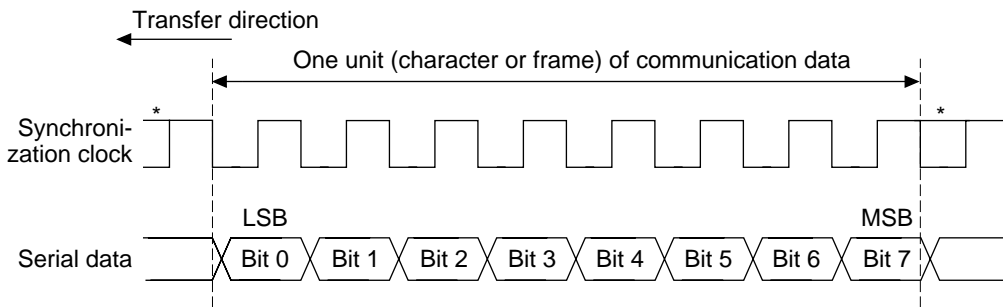 Transfer direction
One unit (character or frame) of communication data
* *
Synchroni-
zation clock
LSB MSB
Serial data Bit 0 Bit 1 Bit 2 Bit 3 Bit 4 Bit 5 Bit 6 Bit 7